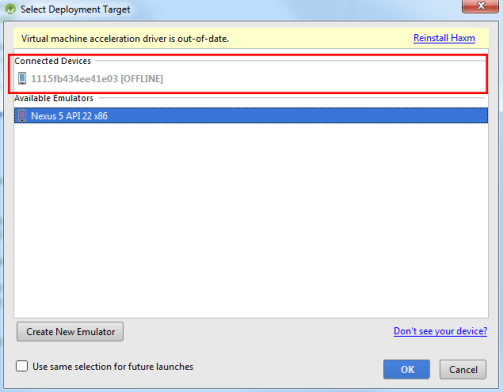 Select Deployment Target
Virtual machine acceleration driver is out-of-date. Reinstall Haxm
Connected Devices
1115fb434ee41e03 [OFFLINE]
Available Emulators
Nexus 5 API 22 x86
Create New Emulator Don't see your device?
Use same selection for future launches
OK Cancel